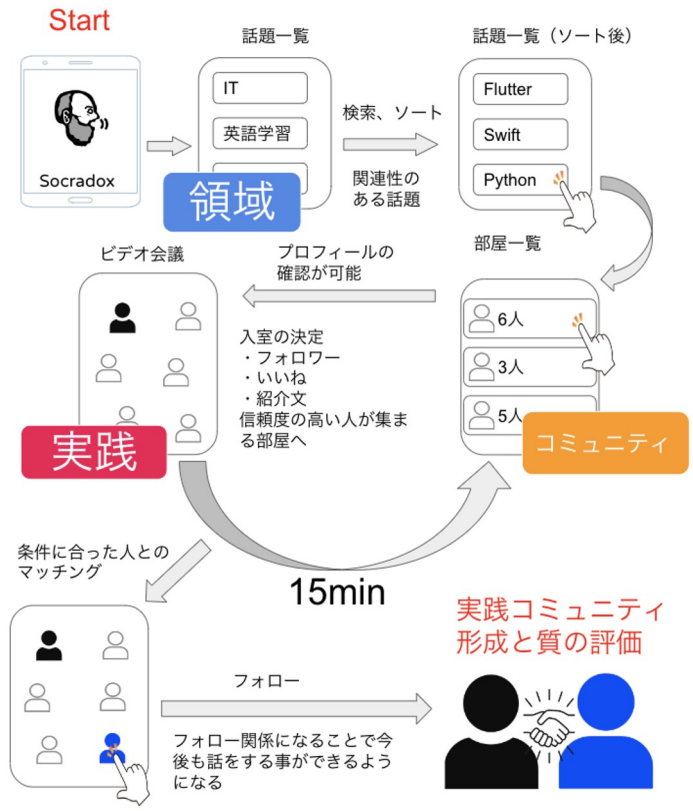 Start
話題一覧
話題一覧（ソート後）
Socradox
IT
英語学習
領域
検索、ソート
関連性の
ある話題
Flutter
Swift
Python
ビデオ会議
プロフィールの
確認が可能
部屋一覧
入室の決定
・フォロワー
・いいね
・紹介文
信頼度の高い人が集ま
る部屋へ
6人
3人
5人
実践
コミュニティ
条件に合った人との
マッチング
15min
実践コミュニティ
形成と質の評価
フォロー
フォロー関係になることで今
後も話をする事ができるよう
になる